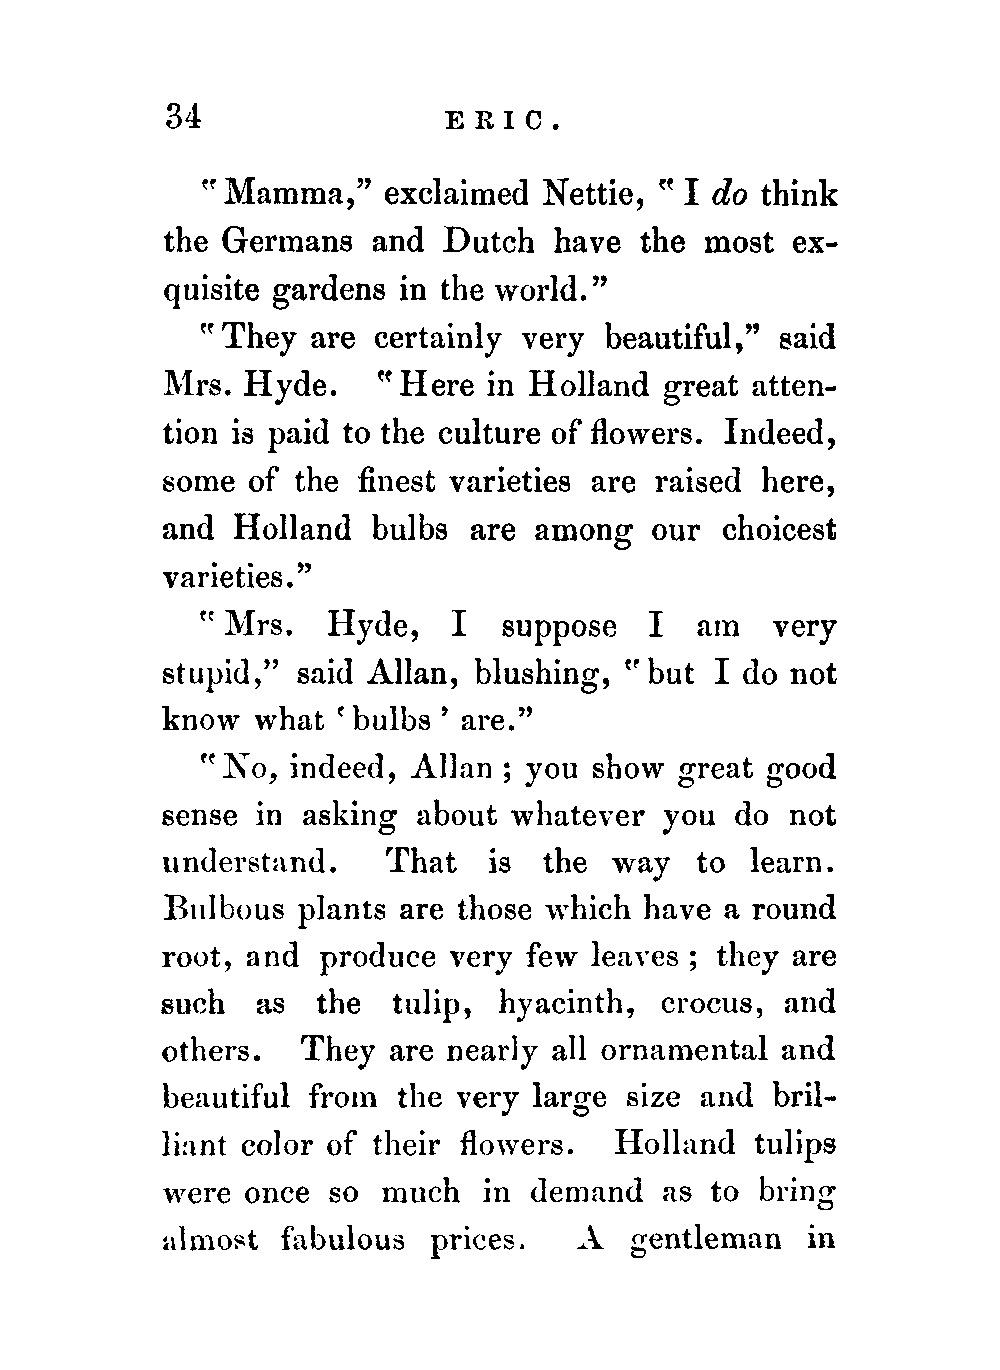 34 ERIC.
"Mamma," exclaimed Nettie, "I do think
the Germans and Dutch have the most ex-
quisite gardens in the world."
"They are certainly very beautiful," said
Mrs. Hyde. "Here in Holland great atten-
tion is paid to the culture of flowers. Indeed,
some of the finest varieties are raised here,
and Holland bulbs are among our choicest
varieties."
"Mrs. Hyde, I suppose I am very
stupid," said Allan, blushing, "but I do not
know what 'bulbs' are."
"No, indeed, Allan; you show great good
sense in asking about whatever you do not
understand. That is the way to learn.
Bulbous plants are those which have a round
root, and produce very few leaves; they are
such as the tulip, hyacinth, crocus, and
others. They are nearly all ornamental and
beautiful from the very large size and bril-
liant color of their flowers. Holland tulips
were once so much in demand as to bring
almost fabulous prices. A gentleman in